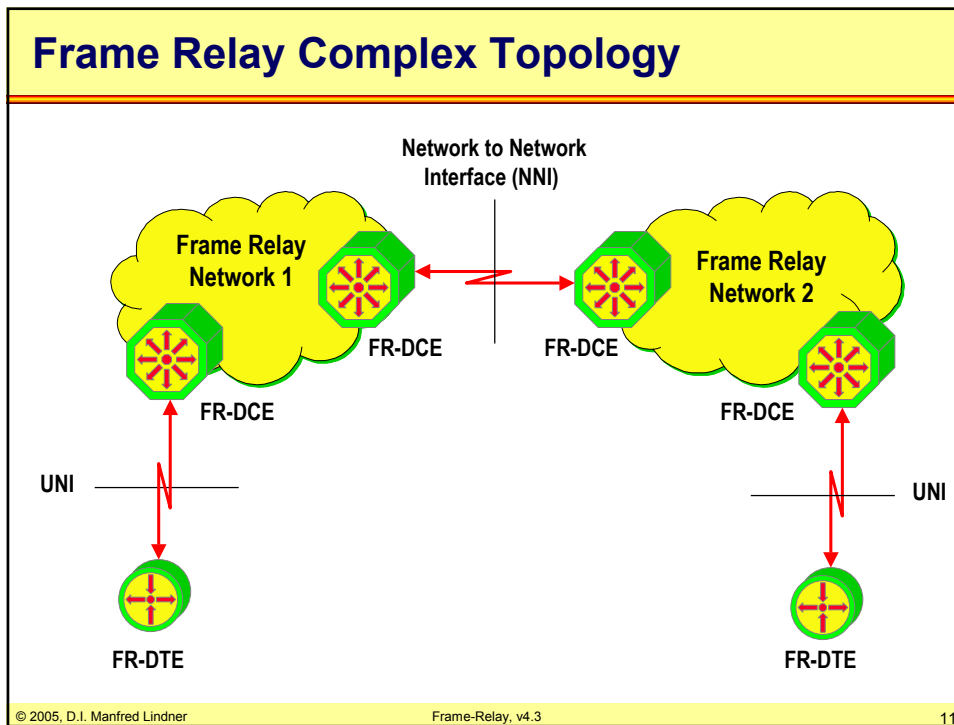 Frame Relay Complex Topology
Network to Network
Interface (NNI)
Frame Relay
Network 1
Frame Relay
Network 2
FR-DCE
FR-DCE
FR-DCE
FR-DCE
UNI
UNI
FR-DTE
FR-DTE
© 2005, D.I. Manfred Lindner
Frame-Relay, v4.3
11